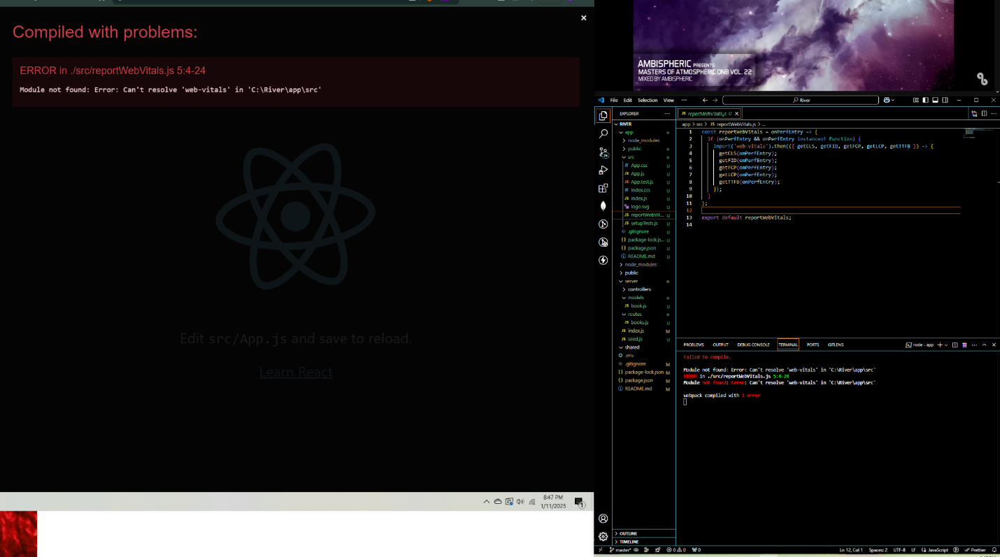 Compiled with problems:
ERROR in ./src/reportWebVitals.js 5:4-24
Module not found: Error: Can't resolve 'web-vitals' in 'C:\River\app\src'
Edit src/App.js and save to reload.
Learn React
8:47 PM
1/11/2025
1
AMBISPHERIC PRESENTS:
MASTERS OF ATMOSPHERIC DNB VOL. 22
MIXED BY AMBISPHERIC
File Edit Selection View ···
River
EXPLORER
RIVER
app
node_modules
public
src
# App.css U
JS App.js U
JS App.test.js U
# index.css U
JS index.js U
logo.svg U
JS reportWebVit... U
JS setupTests.js U
.gitignore U
{} package-lock.js... U
{} package.json U
README.md U
node_modules
public
server
controllers
models
JS book.js U
routes
JS books.js U
JS index.js M
JS seed.js U
shared
.env
.gitignore M
{} package-lock.json M
{} package.json M
README.md M
OUTLINE
TIMELINE
JS reportWebVitals.js U
app > src > JS reportWebVitals.js > ...
1 const reportWebVitals = onPerfEntry => {
2 if (onPerfEntry && onPerfEntry instanceof Function) {
3 import('web-vitals').then(({ getCLS, getFID, getFCP, getLCP, getTTFB }) => {
4 getCLS(onPerfEntry);
5 getFID(onPerfEntry);
6 getFCP(onPerfEntry);
7 getLCP(onPerfEntry);
8 getTTFB(onPerfEntry);
9 });
10 }
11 };
12
13 export default reportWebVitals;
14
PROBLEMS OUTPUT DEBUG CONSOLE TERMINAL PORTS GITLENS
node - app
Failed to compile.
Module not found: Error: Can't resolve 'web-vitals' in 'C:\River\app\src'
ERROR in ./src/reportWebVitals.js 5:4-24
Module not found: Error: Can't resolve 'web-vitals' in 'C:\River\app\src'
webpack compiled with 1 error
master* 0 0 0 Ln 12, Col 1 Spaces: 2 UTF-8 LF JavaScript Prettier